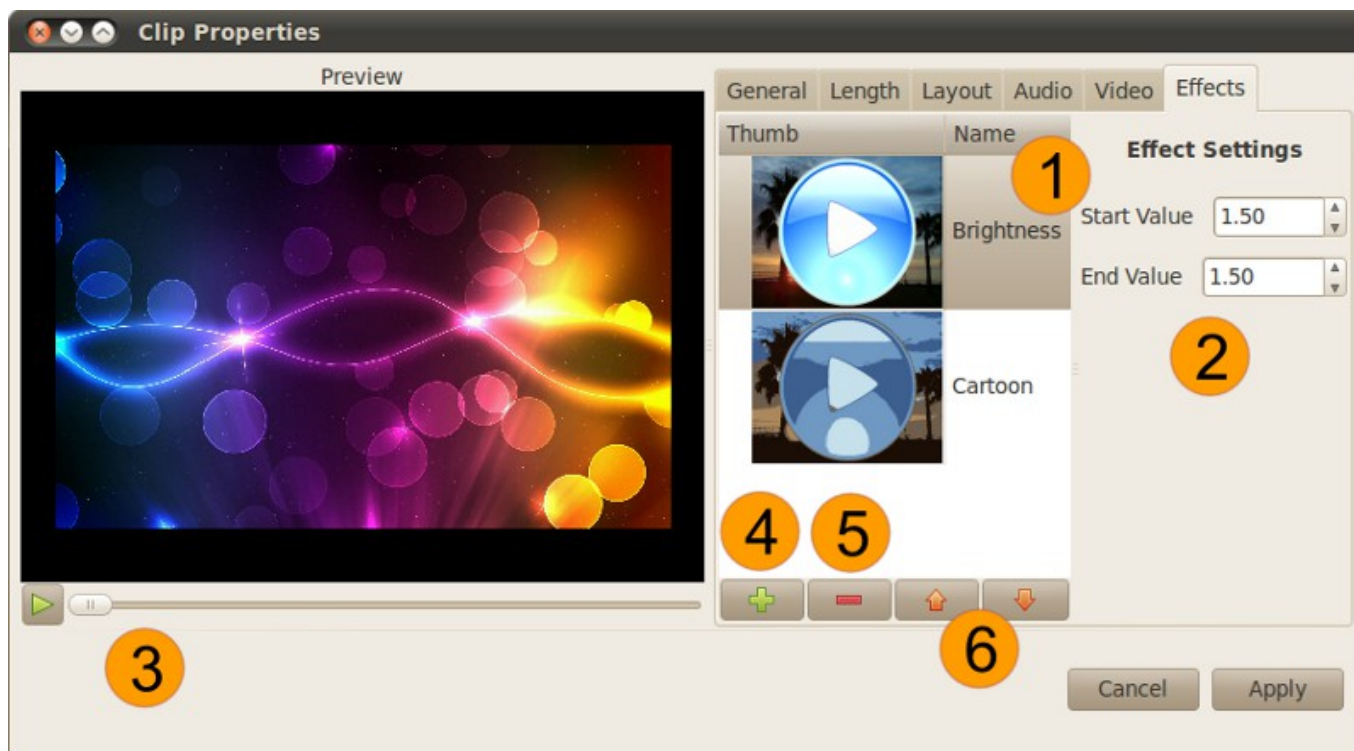 Clip Properties
Preview
General Length Layout Audio Video Effects
Thumb Name
1
Effect Settings
Brightness
Start Value 1.50
End Value 1.50
2
Cartoon
4 5
3
6
Cancel Apply